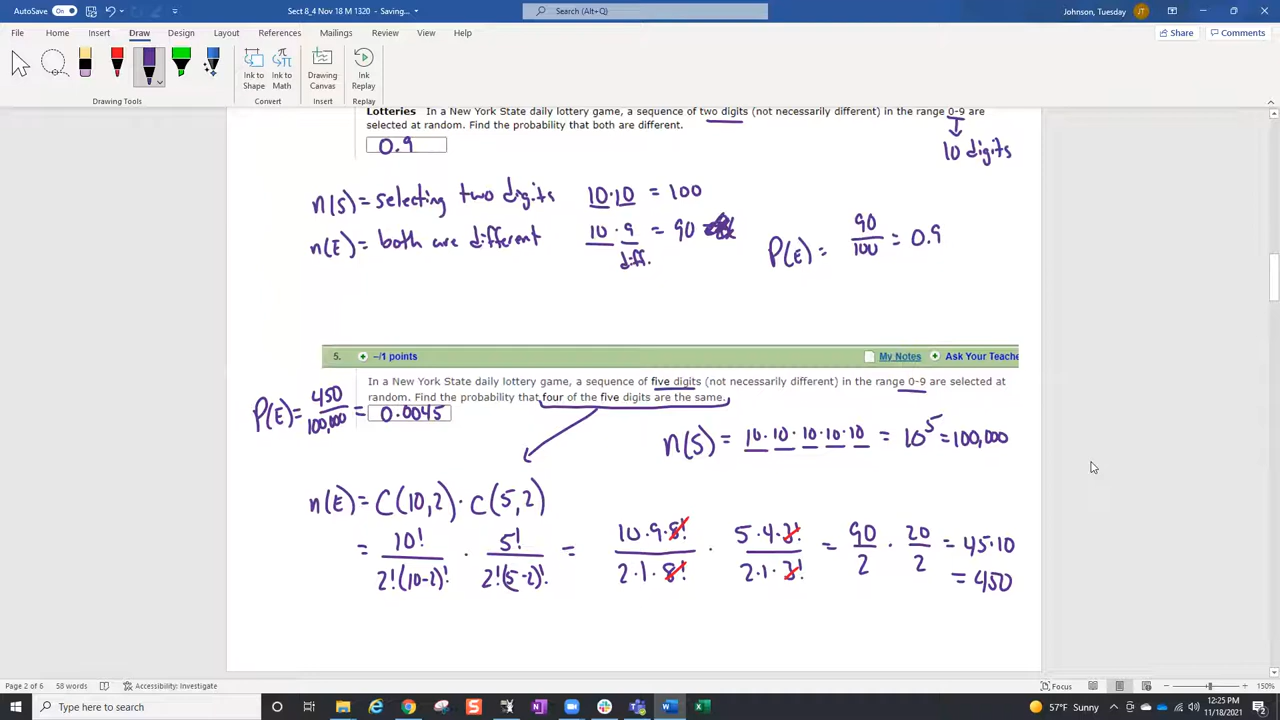 AutoSave On Sect 8_4 Nov 18 M 1320 - Saving... Search (Alt+Q) Johnson, Tuesday JT
File Home Insert Draw Design Layout References Mailings Review View Help Share Comments
Ink to Shape Ink to Math Drawing Canvas Ink Replay
Drawing Tools Convert Insert Replay
Lotteries In a New York State daily lottery game, a sequence of two digits (not necessarily different) in the range 0-9 are
selected at random. Find the probability that both are different.
0.9
10 digits
n(S) = selecting two digits 10·10 = 100
n(E) = both are different 10·9 = 90
diff.
P(E) = 90/100 = 0.9
5. –/1 points My Notes Ask Your Teache
In a New York State daily lottery game, a sequence of five digits (not necessarily different) in the range 0-9 are selected at
random. Find the probability that four of the five digits are the same.
P(E) = 450/100,000 = 0.0045
n(S) = 10·10·10·10·10 = 10^5 = 100,000
n(E) = C(10,2) · C(5,2)
= 10!/2!(10-2)! · 5!/2!(5-2)! = 10·9·8!/2·1·8! · 5·4·3!/2·1·3! = 90/2 · 20/2 = 45·10
= 450
Page 2 of 6 58 words Accessibility: Investigate Focus 150%
Type here to search 57°F Sunny 12:25 PM
11/18/2021